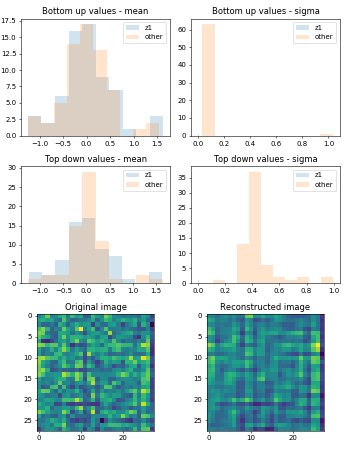 Bottom up values - mean
Bottom up values - sigma
17.5
15.0
12.5
10.0
7.5
5.0
2.5
0.0
−1.0 −0.5 0.0 0.5 1.0 1.5
z1
other
60
50
40
30
20
10
0
0.0 0.2 0.4 0.6 0.8 1.0
z1
other
Top down values - mean
Top down values - sigma
30
25
20
15
10
5
0
−1.0 −0.5 0.0 0.5 1.0 1.5
z1
other
35
30
25
20
15
10
5
0
0.0 0.2 0.4 0.6 0.8 1.0
z1
other
Original image
Reconstructed image
0
5
10
15
20
25
0 10 20
0
5
10
15
20
25
0 10 20